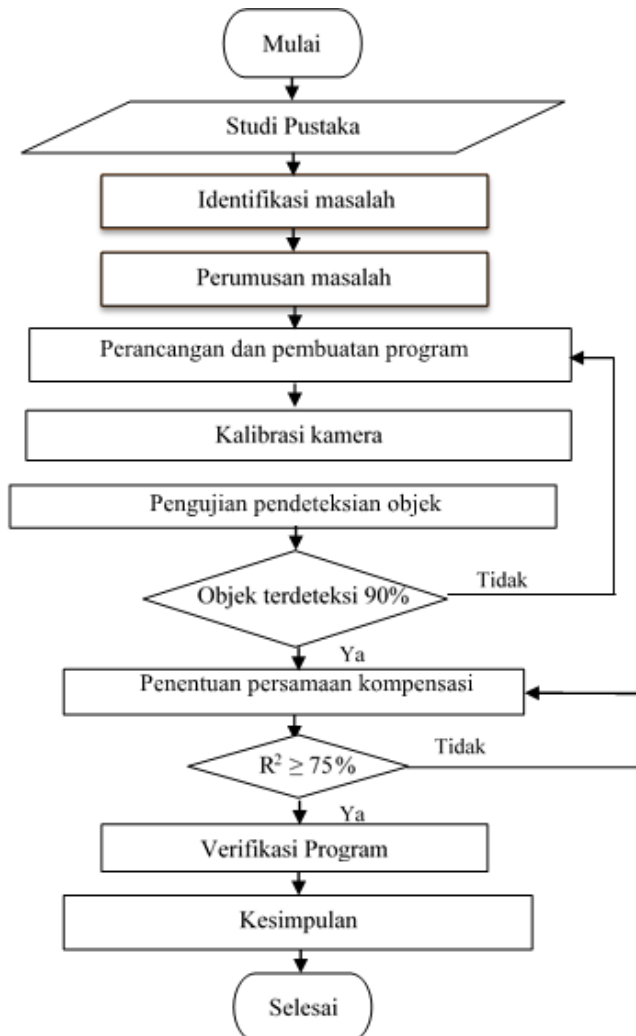 Mulai
Studi Pustaka
Identifikasi masalah
Perumusan masalah
Perancangan dan pembuatan program
Kalibrasi kamera
Pengujian pendeteksian objek
Objek terdeteksi 90%
Tidak
Ya
Penentuan persamaan kompensasi
R² ≥ 75%
Tidak
Ya
Verifikasi Program
Kesimpulan
Selesai